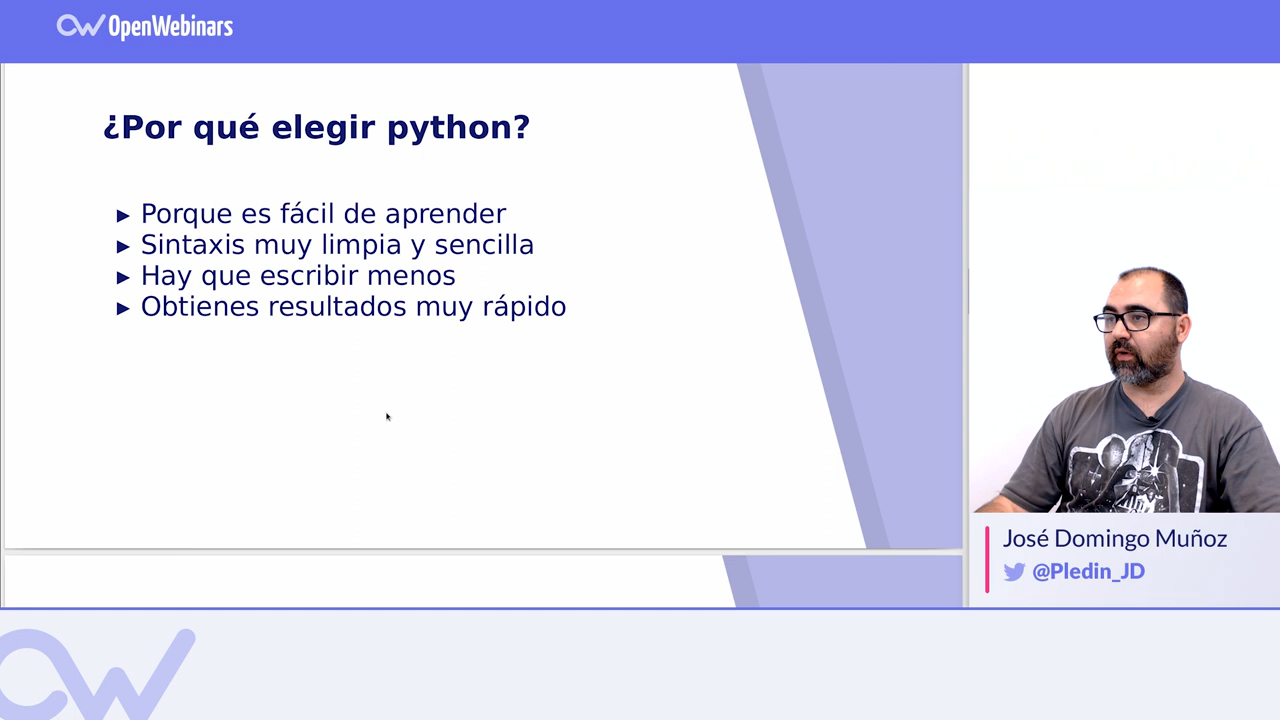 OpenWebinars
¿Por qué elegir python?
▸ Porque es fácil de aprender
▸ Sintaxis muy limpia y sencilla
▸ Hay que escribir menos
▸ Obtienes resultados muy rápido
José Domingo Muñoz
@Pledin_JD